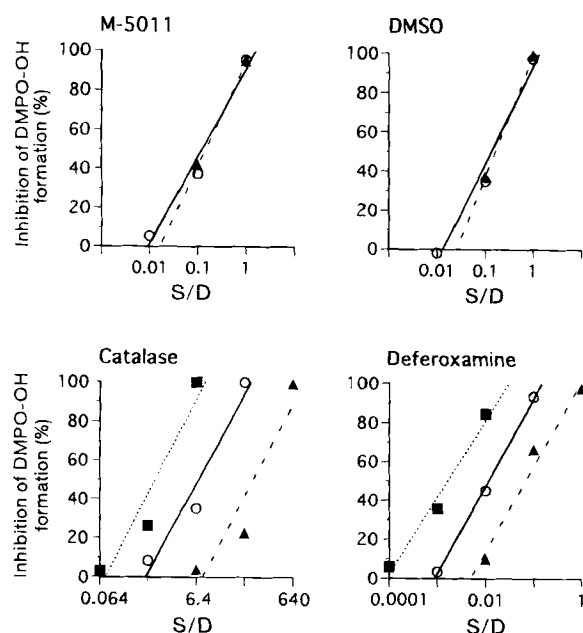 M-5011
DMSO
Inhibition of DMPO-OH
formation (%)
100
80
60
40
20
0
0.01 0.1 1
S/D
100
80
60
40
20
0
0.01 0.1 1
S/D
Catalase
Deferoxamine
Inhibition of DMPO-OH
formation (%)
100
80
60
40
20
0
0.064 6.4 640
S/D
100
80
60
40
20
0
0.0001 0.01 1
S/D